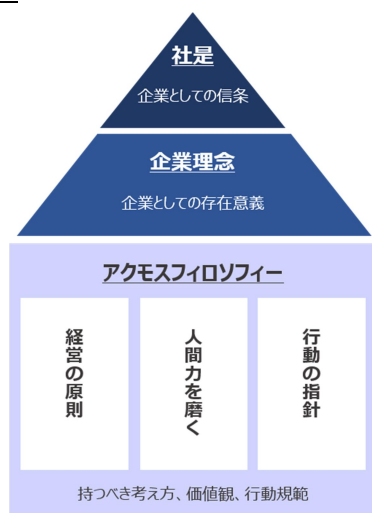 社是
企業としての信条
企業理念
企業としての存在意義
アクモスフィロソフィー
経営の原則
人間力を磨く
行動の指針
持つべき考え方、価値観、行動規範